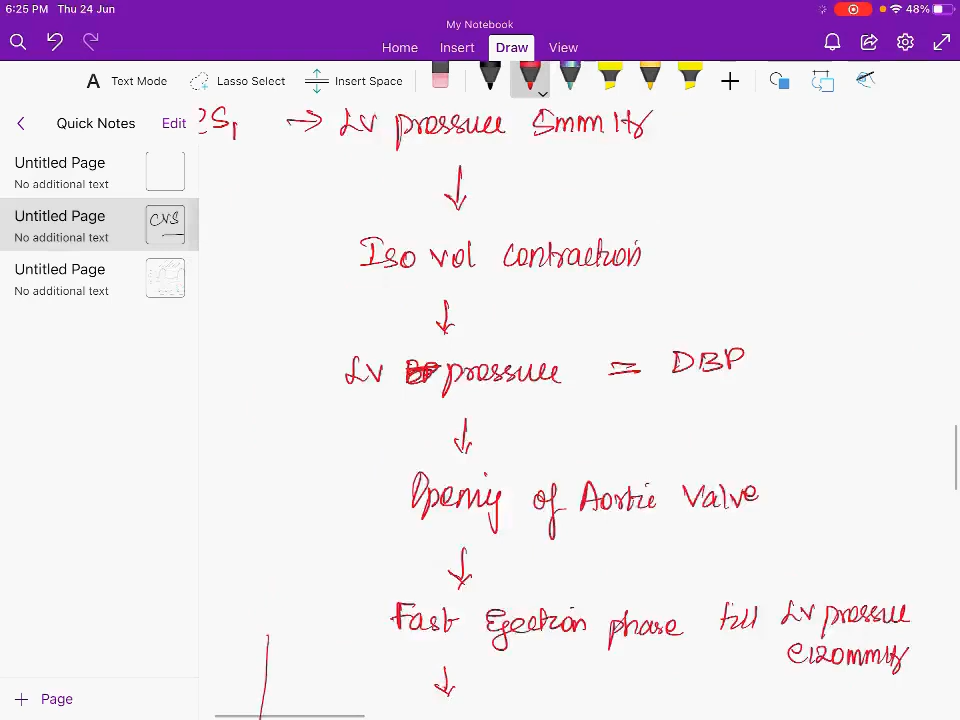 6:25 PM Thu 24 Jun
48%
My Notebook
Home Insert Draw View
Text Mode Lasso Select Insert Space
Quick Notes Edit
Untitled Page
No additional text
Untitled Page
No additional text
CVS
Untitled Page
No additional text
Page
S1 → LV pressure 5mmHg
↓
Iso vol contraction
↓
LV pressure = DBP
↓
Opening of Aortic Valve
↓
Fast Ejection phase till LV pressure
@120mmHg
↓